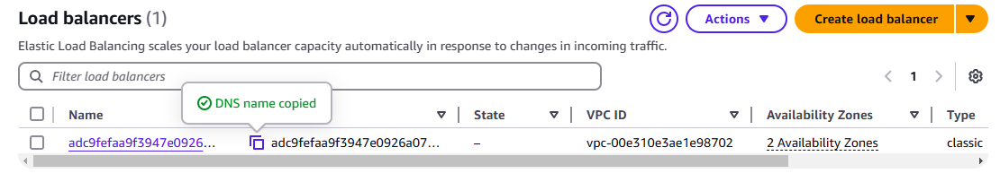 Load balancers (1)
Actions
Create load balancer
Elastic Load Balancing scales your load balancer capacity automatically in response to changes in incoming traffic.
Filter load balancers
1
DNS name copied
Name
State
VPC ID
Availability Zones
Type
adc9fefaa9f3947e0926...
adc9fefaa9f3947e0926a07...
–
vpc-00e310e3ae1e98702
2 Availability Zones
classic